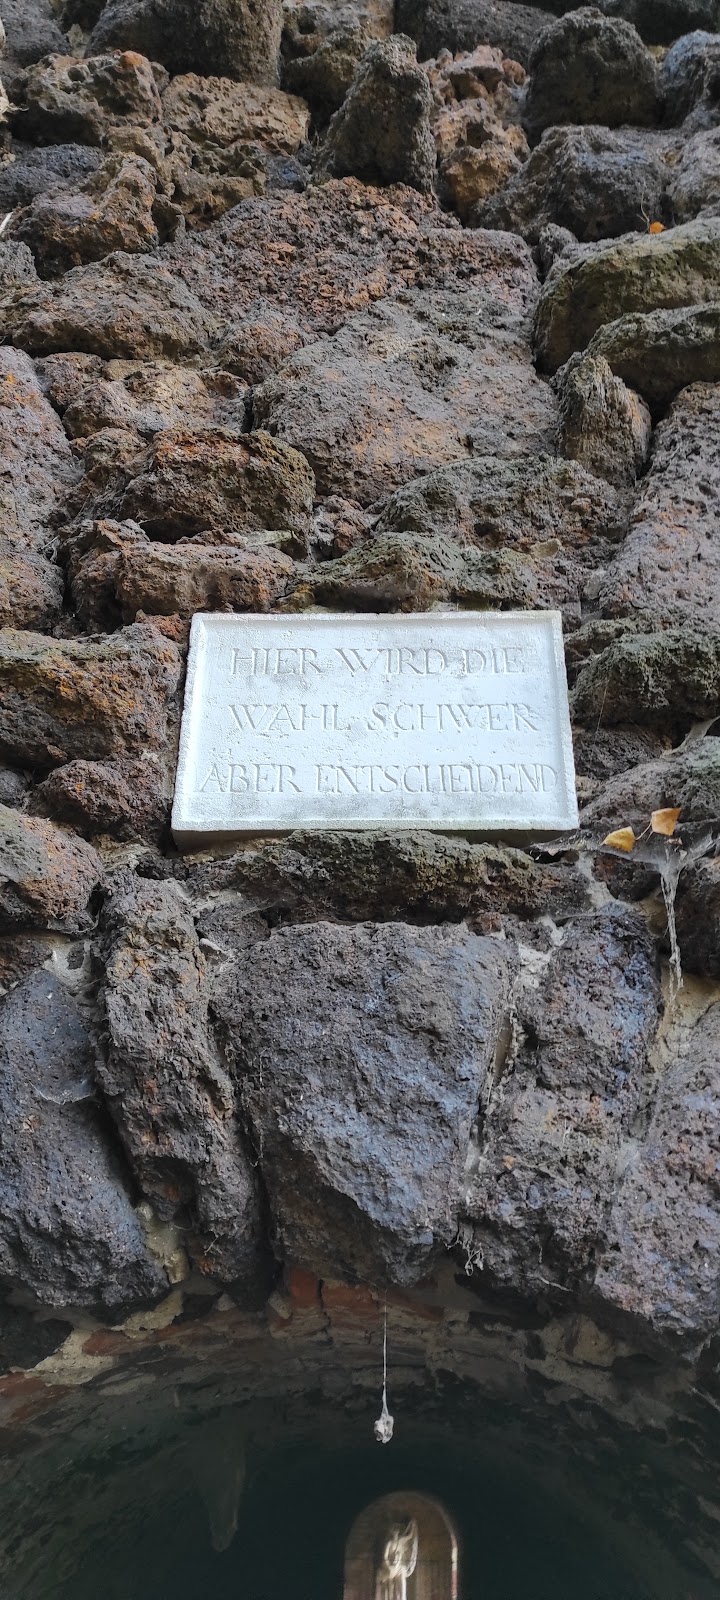 HIER WIRD DIE
WAHL SCHWER
ABER ENTSCHEIDEND